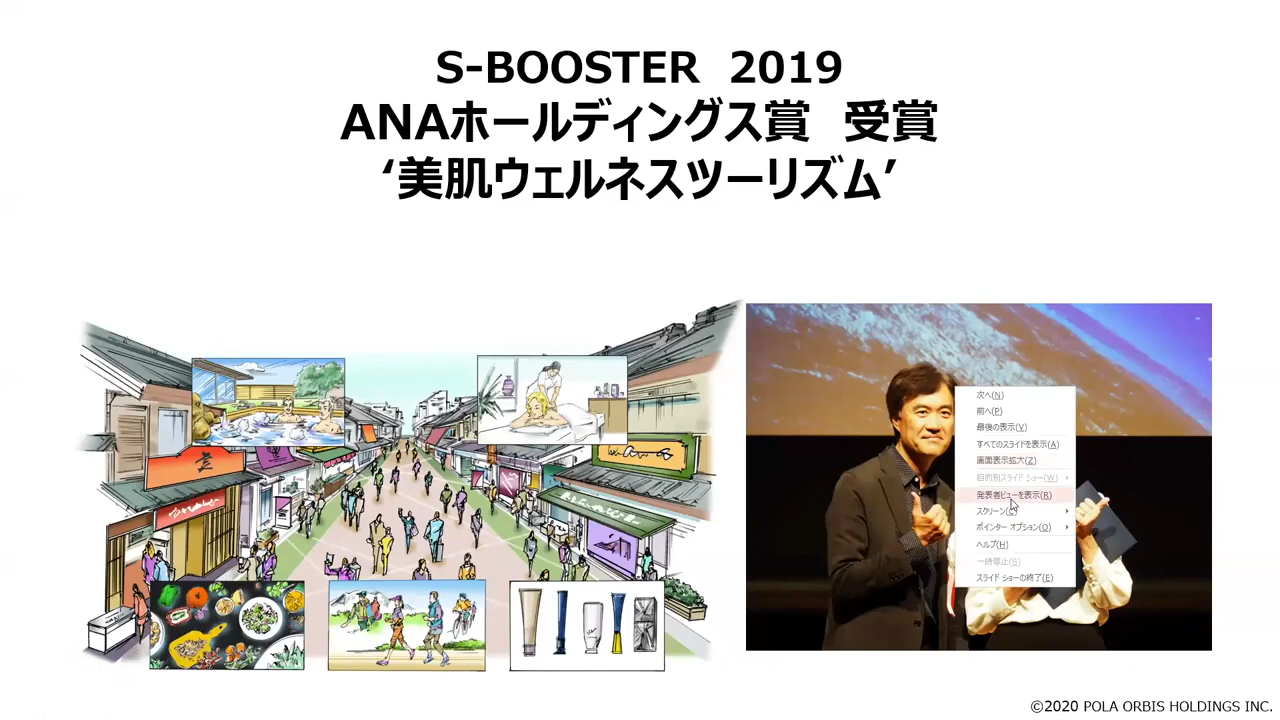 S-BOOSTER 2019
ANAホールディングス賞 受賞
‘美肌ウェルネスツーリズム’
次へ(N)
前へ(P)
最後の表示(V)
すべてのスライドを表示(A)
画面表示拡大(Z)
目的別スライド ショー(W)
発表者ビューを表示(R)
スクリーン(C)
ポインター オプション(O)
ヘルプ(H)
一時停止(S)
スライド ショーの終了(E)
©2020 POLA ORBIS HOLDINGS INC.